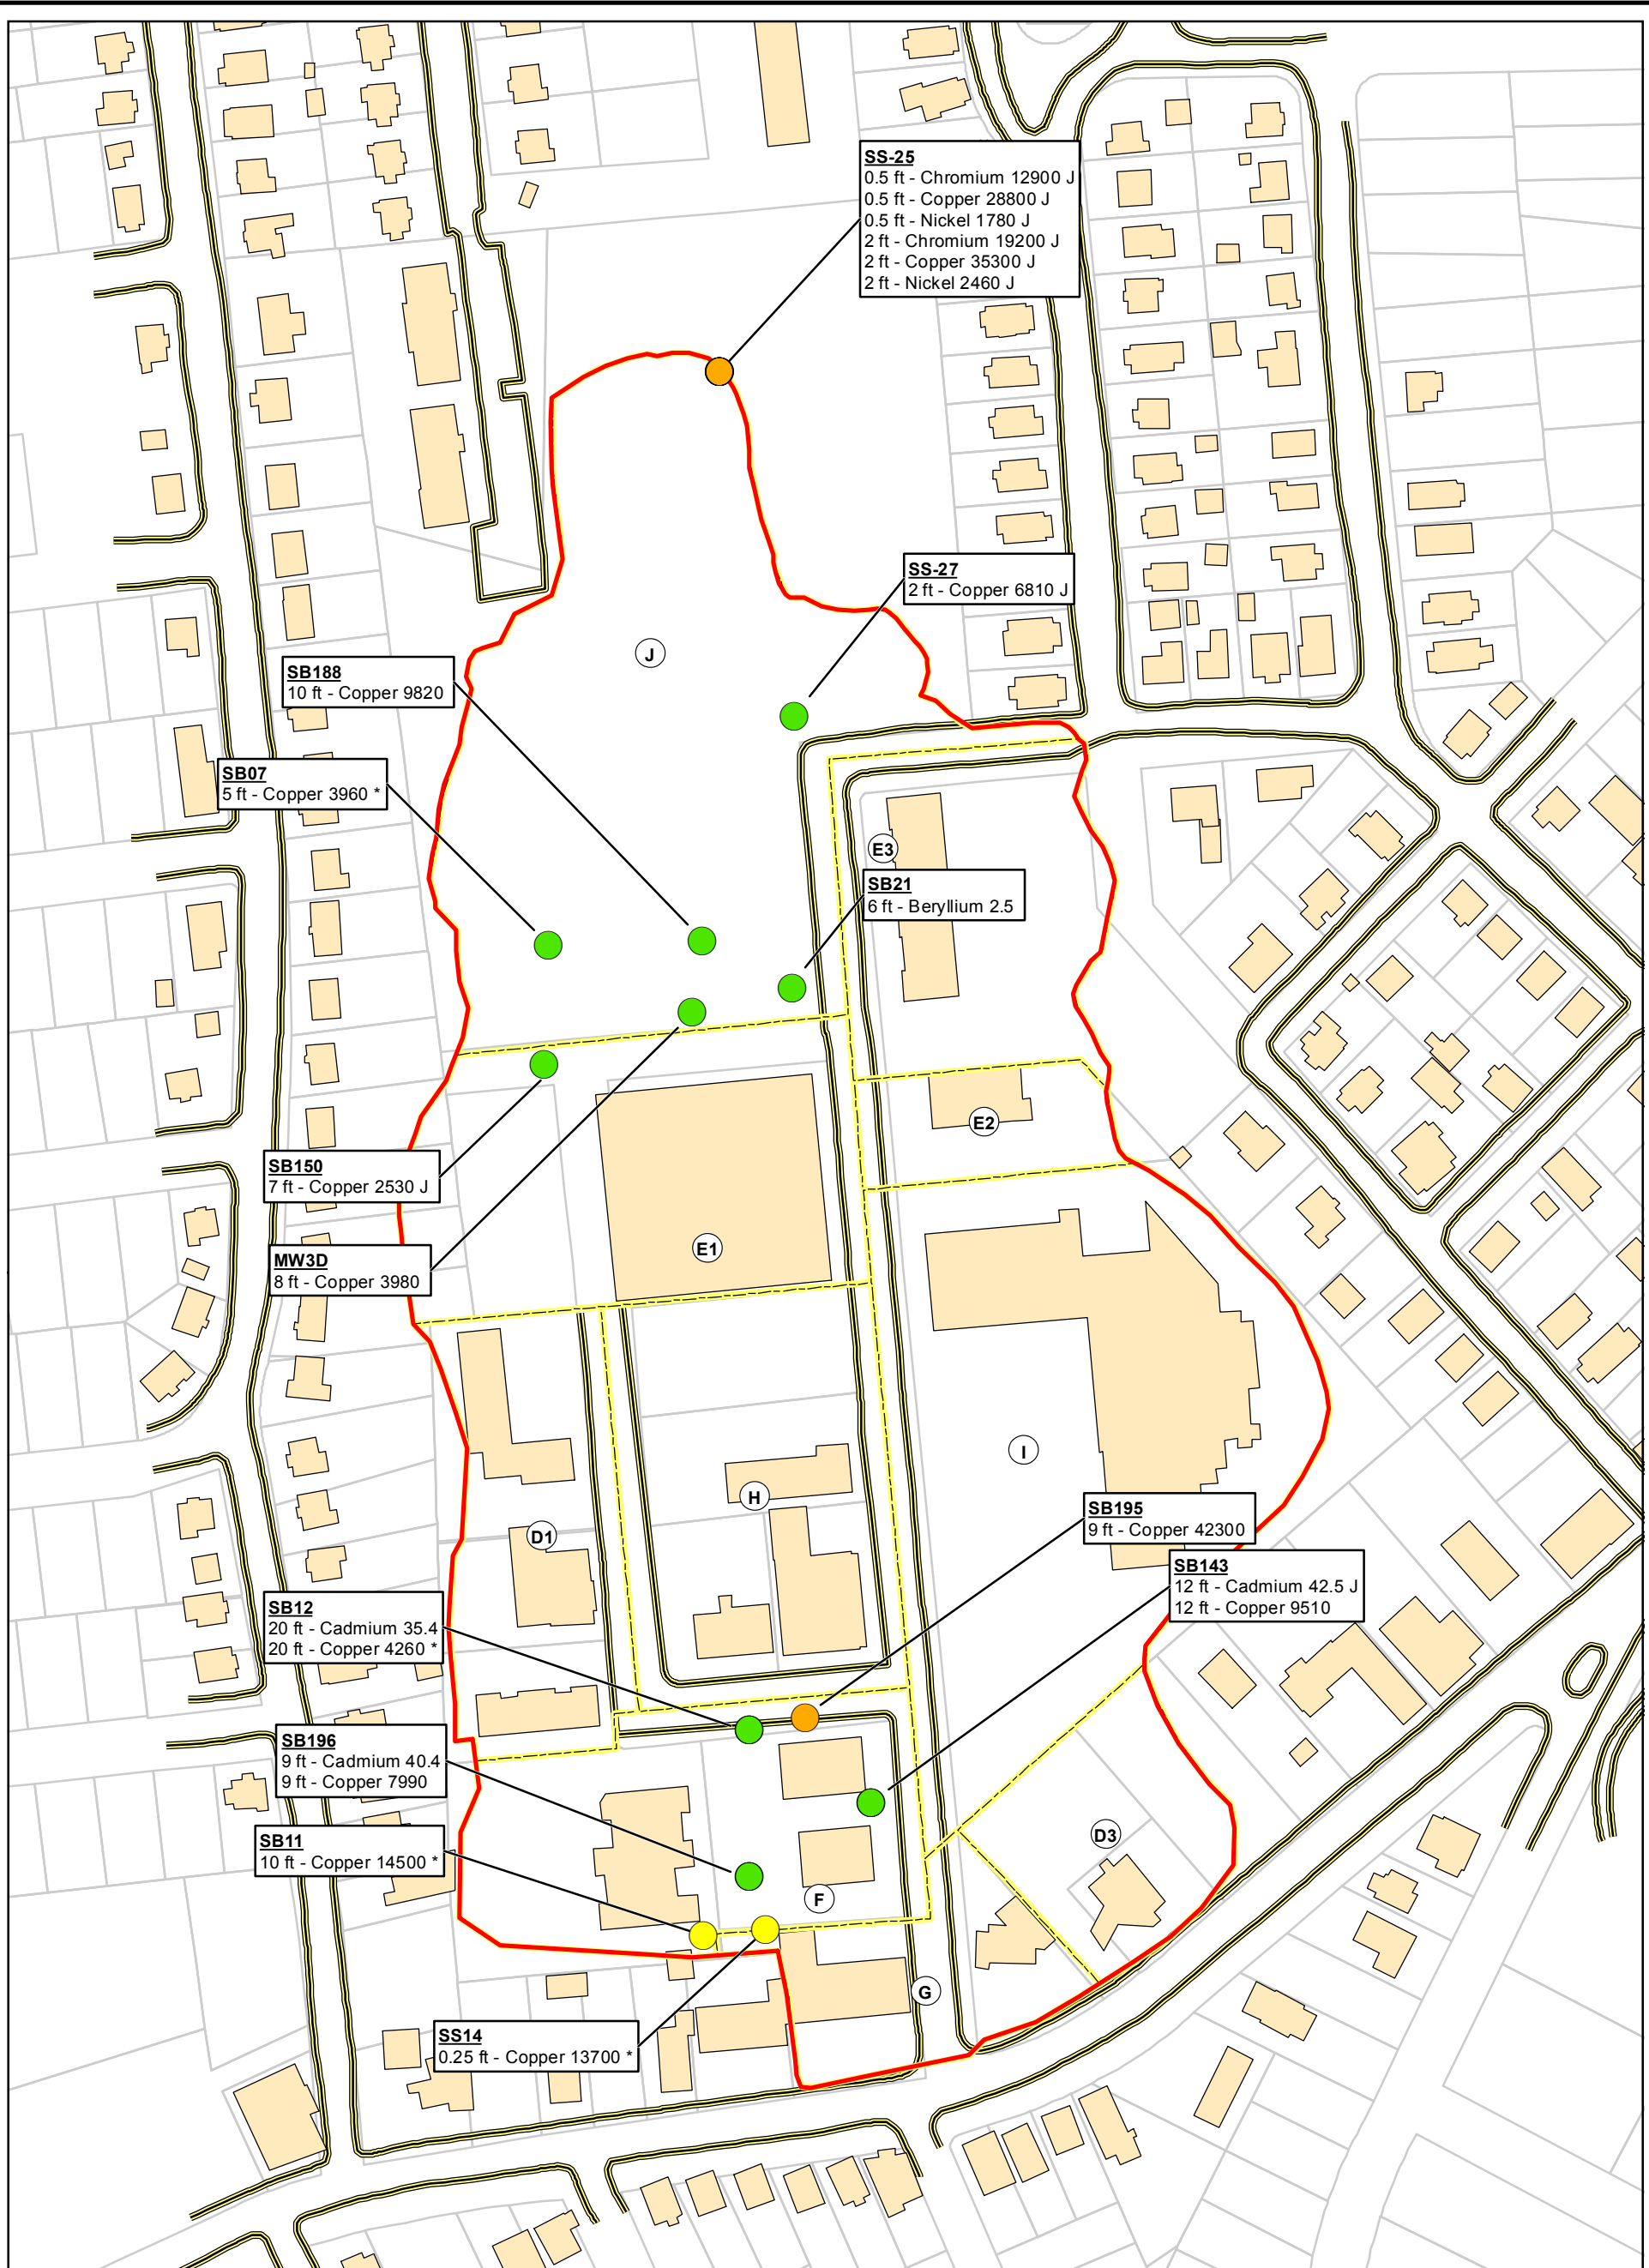 SS-25
0.5 ft - Chromium 12900 J
0.5 ft - Copper 28800 J
0.5 ft - Nickel 1780 J
2 ft - Chromium 19200 J
2 ft - Copper 35300 J
2 ft - Nickel 2460 J
SS-27
2 ft - Copper 6810 J
J
SB188
10 ft - Copper 9820
SB07
5 ft - Copper 3960 *
E3
SB21
6 ft - Beryllium 2.5
E2
SB150
7 ft - Copper 2530 J
E1
MW3D
8 ft - Copper 3980
I
H
D1
SB195
9 ft - Copper 42300
SB143
12 ft - Cadmium 42.5 J
12 ft - Copper 9510
SB12
20 ft - Cadmium 35.4
20 ft - Copper 4260 *
SB196
9 ft - Cadmium 40.4
9 ft - Copper 7990
SB11
10 ft - Copper 14500 *
D3
F
G
SS14
0.25 ft - Copper 13700 *